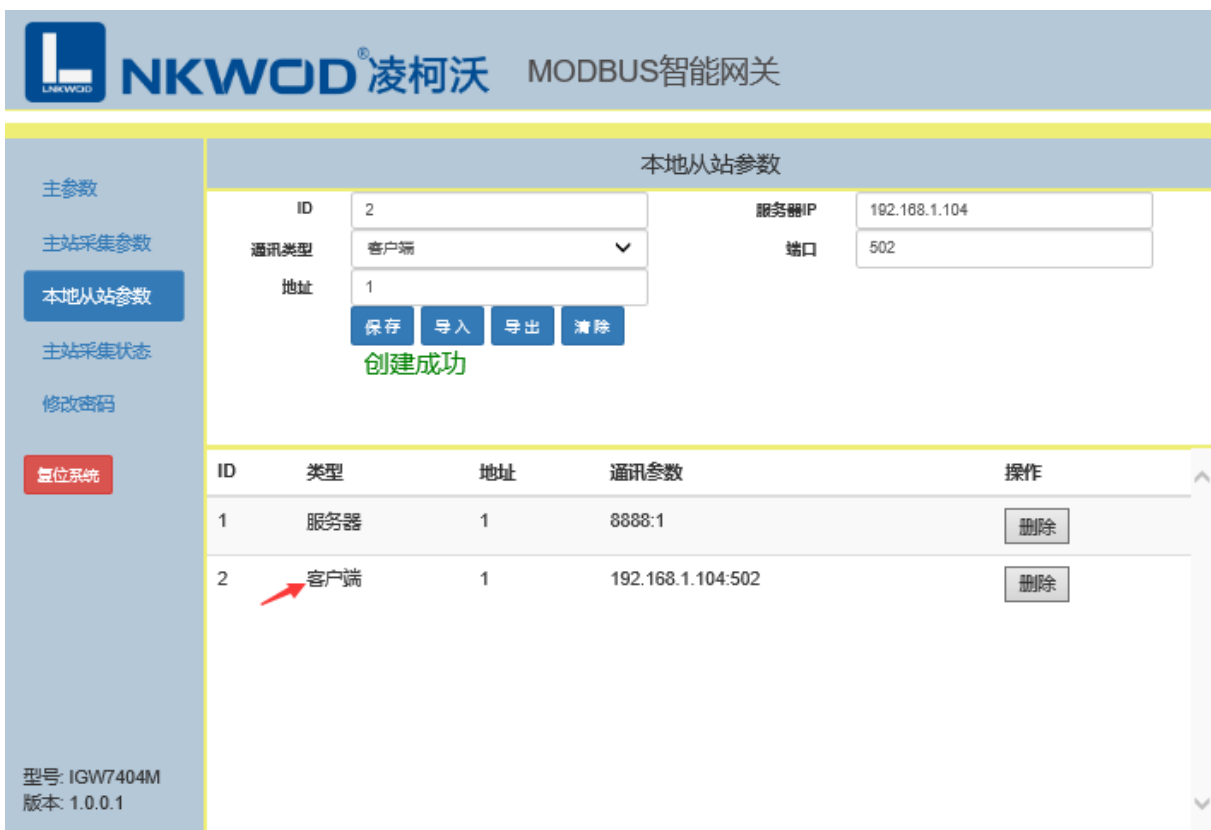 LNKWOD
NKWOD®凌柯沃 MODBUS智能网关
主参数
主站采集参数
本地从站参数
主站采集状态
修改密码
复位系统
型号: IGW7404M
版本: 1.0.0.1
本地从站参数
ID 2 服务器IP 192.168.1.104
通讯类型 客户端 端口 502
地址 1
保存 导入 导出 清除
创建成功
ID 类型 地址 通讯参数 操作
1 服务器 1 8888:1 删除
2 客户端 1 192.168.1.104:502 删除